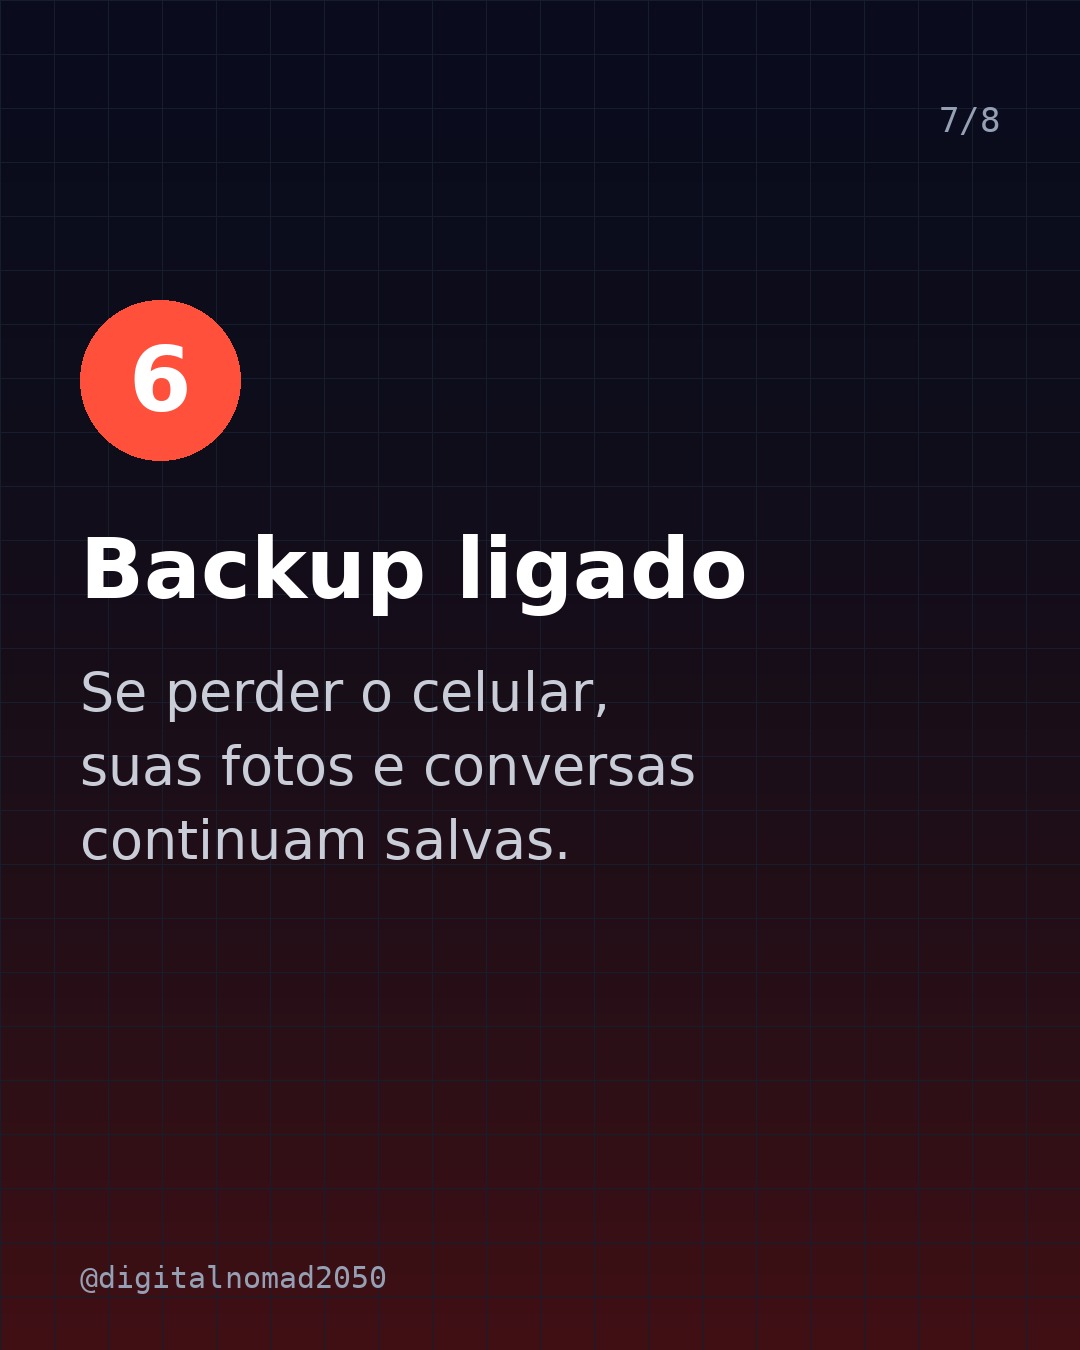 7/8
6
Backup ligado
Se perder o celular,
suas fotos e conversas
continuam salvas.
@digitalnomad2050